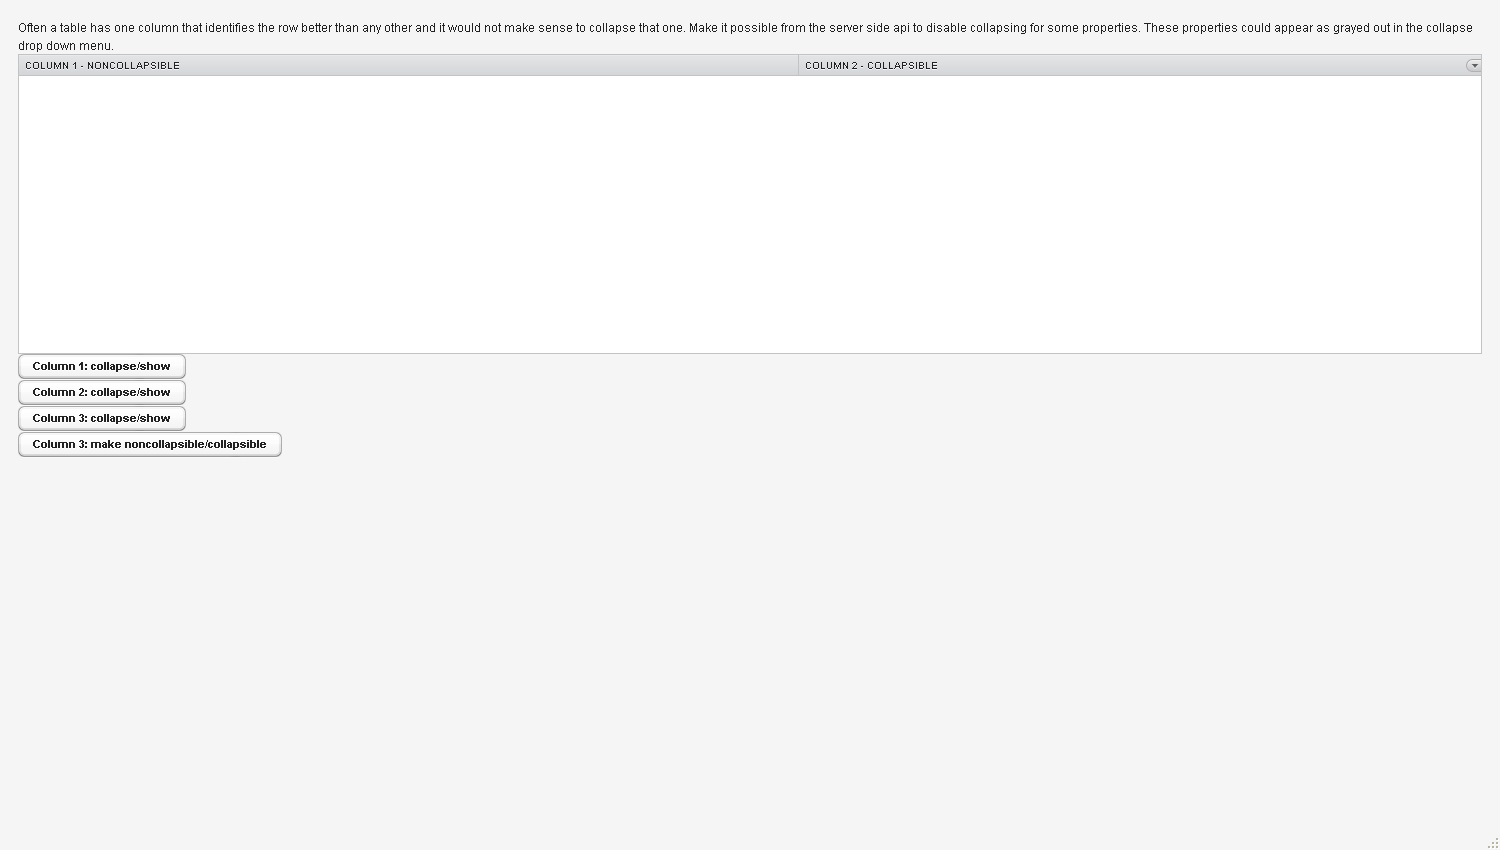 Often a table has one column that identifies the row better than any other and it would not make sense to collapse that one. Make it possible from the server side api to disable collapsing for some properties. These properties could appear as grayed out in the collapse
drop down menu.
COLUMN 1 - NONCOLLAPSIBLE COLUMN 2 - COLLAPSIBLE
Column 1: collapse/show
Column 2: collapse/show
Column 3: collapse/show
Column 3: make noncollapsible/collapsible